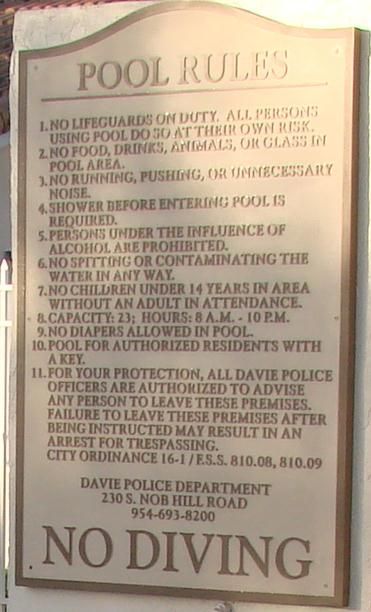 POOL RULES
1. NO LIFEGUARDS ON DUTY. ALL PERSONS
USING POOL DO SO AT THEIR OWN RISK.
2. NO FOOD, DRINKS, ANIMALS, OR GLASS IN
POOL AREA.
3. NO RUNNING, PUSHING, OR UNNECESSARY
NOISE.
4. SHOWER BEFORE ENTERING POOL IS
REQUIRED.
5. PERSONS UNDER THE INFLUENCE OF
ALCOHOL ARE PROHIBITED.
6. NO SPITTING OR CONTAMINATING THE
WATER IN ANY WAY.
7. NO CHILDREN UNDER 14 YEARS IN AREA
WITHOUT AN ADULT IN ATTENDANCE.
8. CAPACITY: 23; HOURS: 8 A.M. - 10 P.M.
9. NO DIAPERS ALLOWED IN POOL.
10. POOL FOR AUTHORIZED RESIDENTS WITH
A KEY.
11. FOR YOUR PROTECTION, ALL DAVIE POLICE
OFFICERS ARE AUTHORIZED TO ADVISE
ANY PERSON TO LEAVE THESE PREMISES.
FAILURE TO LEAVE THESE PREMISES AFTER
BEING INSTRUCTED MAY RESULT IN AN
ARREST FOR TRESPASSING.
CITY ORDINANCE 16-1 / F.S.S. 810.08, 810.09
DAVIE POLICE DEPARTMENT
230 S. NOB HILL ROAD
954-693-8200
NO DIVING